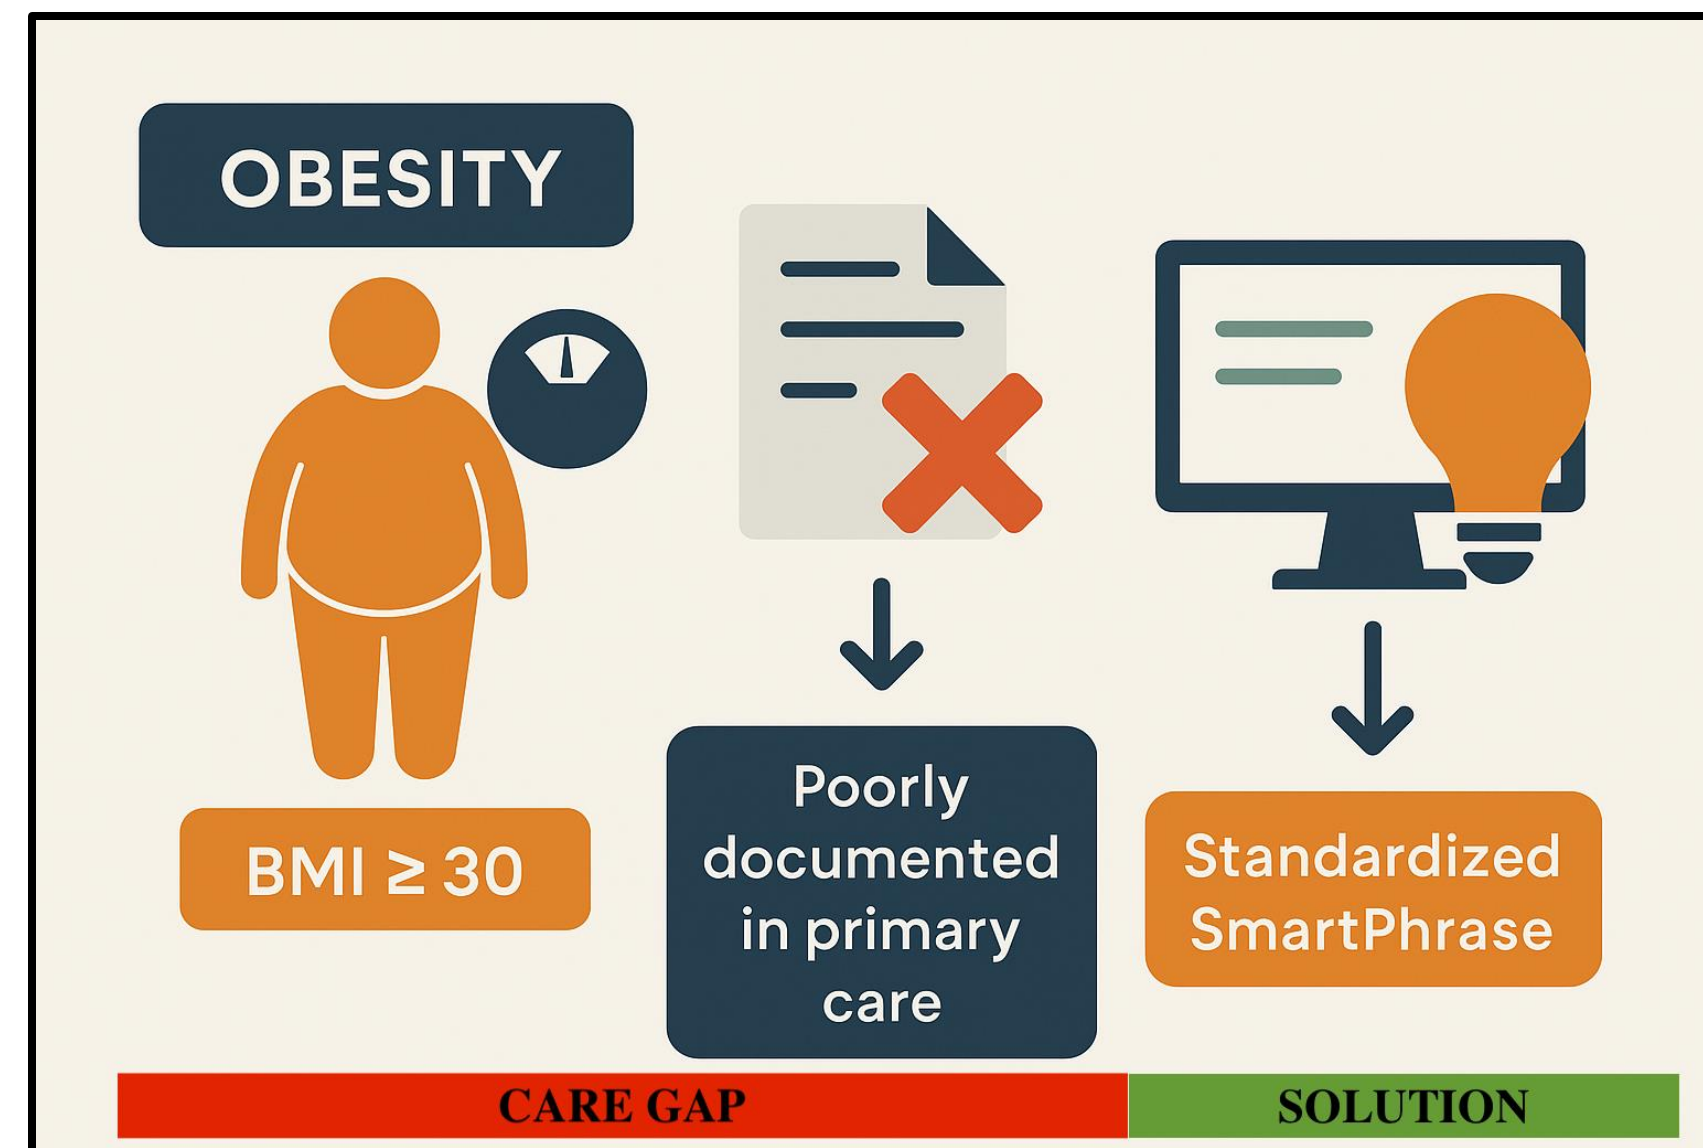 OBESITY
BMI ≥ 30
Poorly
documented
in primary
care
Standardized
SmartPhrase
CARE GAP
SOLUTION